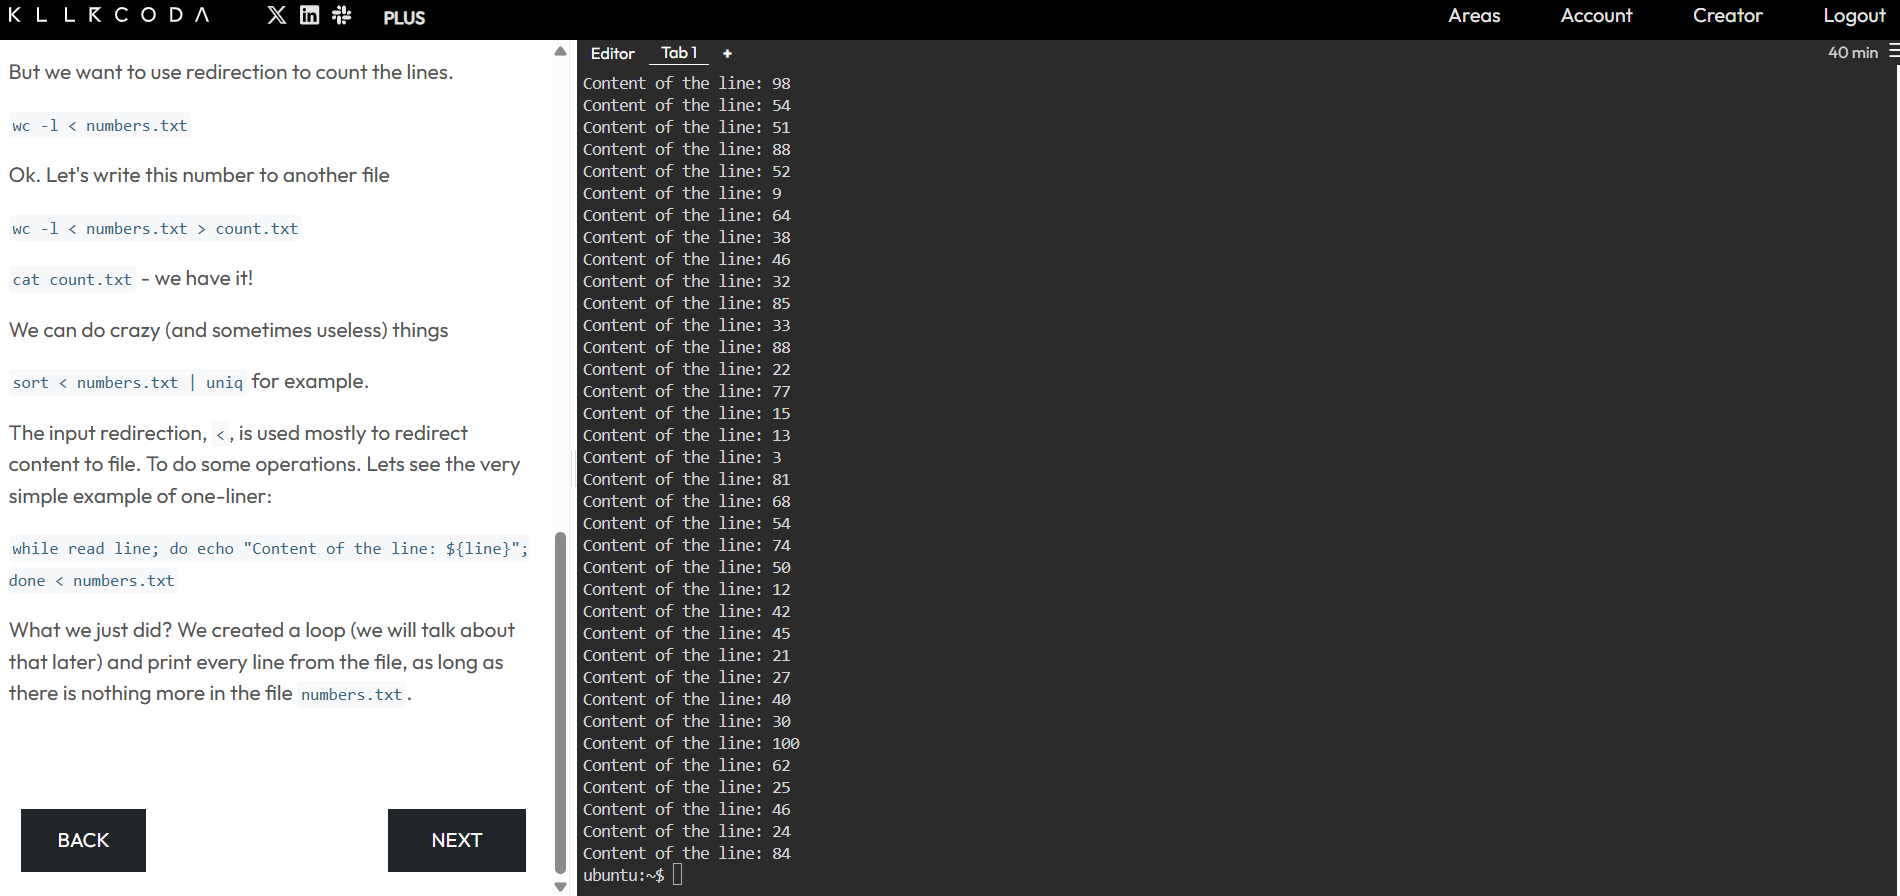 KLLRCODA PLUS Areas Account Creator Logout
But we want to use redirection to count the lines.
wc -l < numbers.txt
Ok. Let's write this number to another file
wc -l < numbers.txt > count.txt
cat count.txt - we have it!
We can do crazy (and sometimes useless) things
sort < numbers.txt | uniq for example.
The input redirection, <, is used mostly to redirect
content to file. To do some operations. Lets see the very
simple example of one-liner:
while read line; do echo "Content of the line: ${line}";
done < numbers.txt
What we just did? We created a loop (we will talk about
that later) and print every line from the file, as long as
there is nothing more in the file numbers.txt.
BACK NEXT
Editor Tab 1 + 40 min
Content of the line: 98
Content of the line: 54
Content of the line: 51
Content of the line: 88
Content of the line: 52
Content of the line: 9
Content of the line: 64
Content of the line: 38
Content of the line: 46
Content of the line: 32
Content of the line: 85
Content of the line: 33
Content of the line: 88
Content of the line: 22
Content of the line: 77
Content of the line: 15
Content of the line: 13
Content of the line: 3
Content of the line: 81
Content of the line: 68
Content of the line: 54
Content of the line: 74
Content of the line: 50
Content of the line: 12
Content of the line: 42
Content of the line: 45
Content of the line: 21
Content of the line: 27
Content of the line: 40
Content of the line: 30
Content of the line: 100
Content of the line: 62
Content of the line: 25
Content of the line: 46
Content of the line: 24
Content of the line: 84
ubuntu:~$